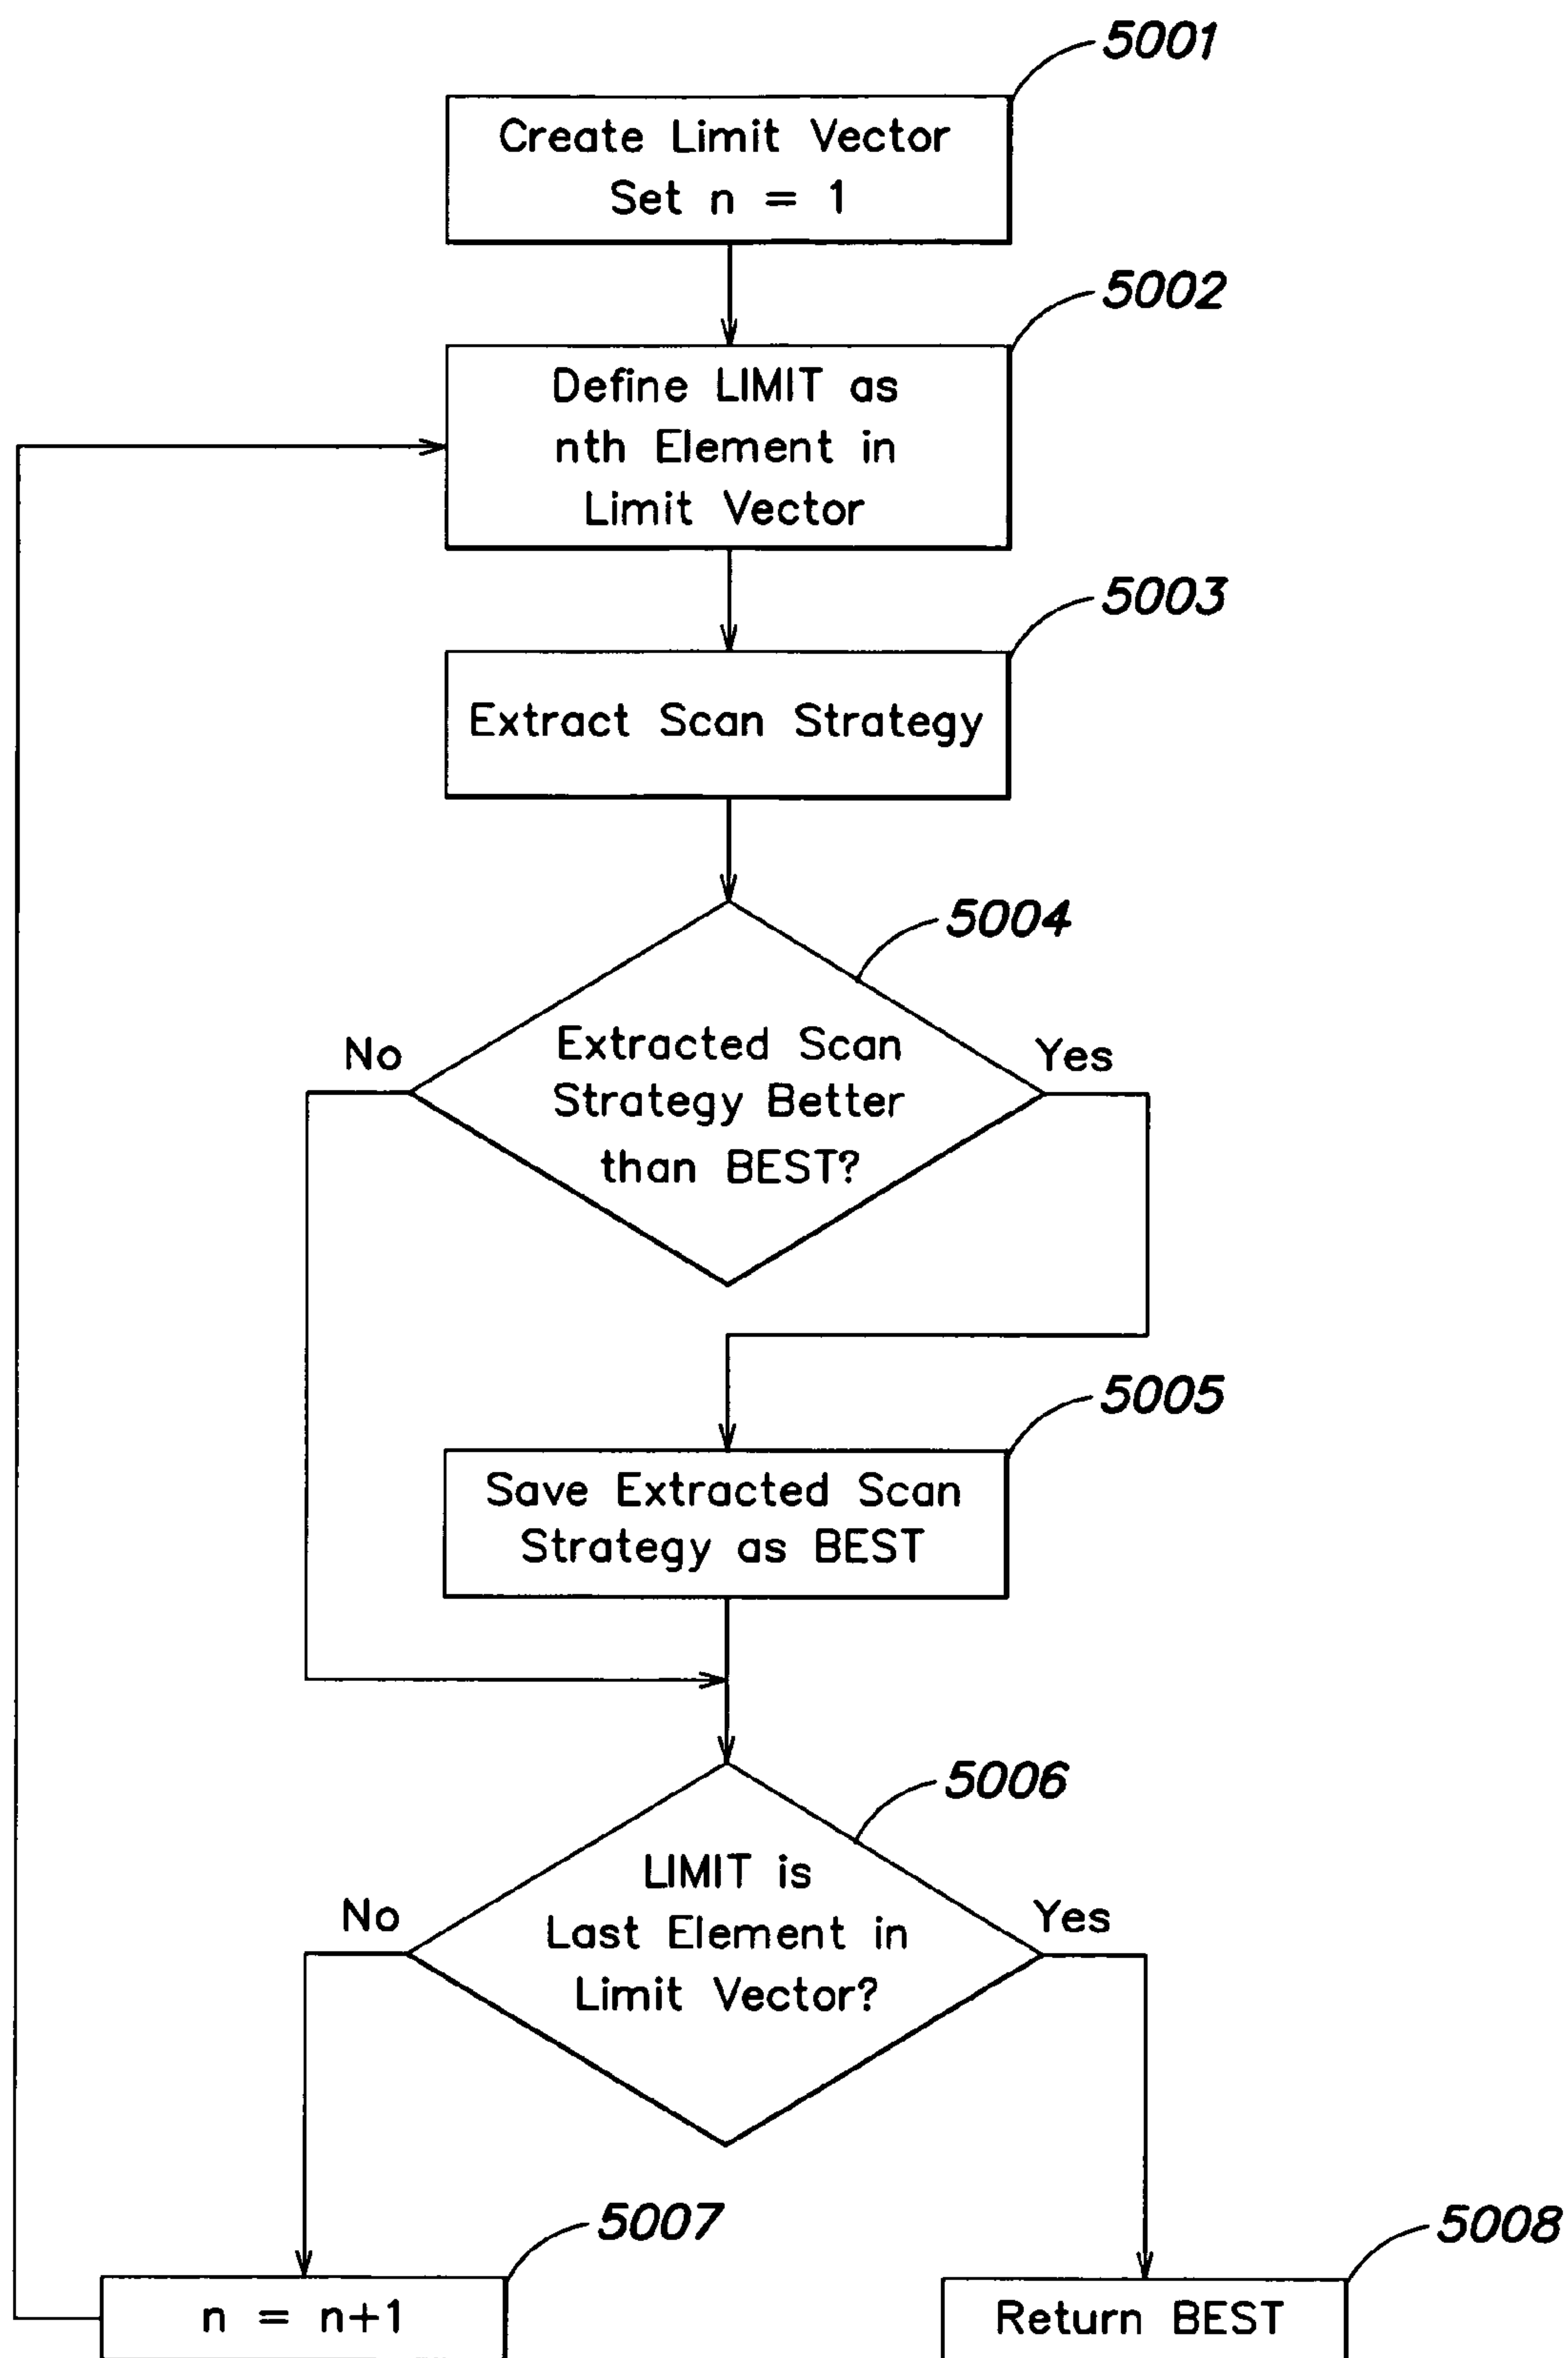 5001
Create Limit Vector
Set n = 1
5002
Define LIMIT as
nth Element in
Limit Vector
5003
Extract Scan Strategy
5004
No
Yes
Extracted Scan
Strategy Better
than BEST?
5005
Save Extracted Scan
Strategy as BEST
5006
No
Yes
LIMIT is
Last Element in
Limit Vector?
5007
n = n+1
5008
Return BEST